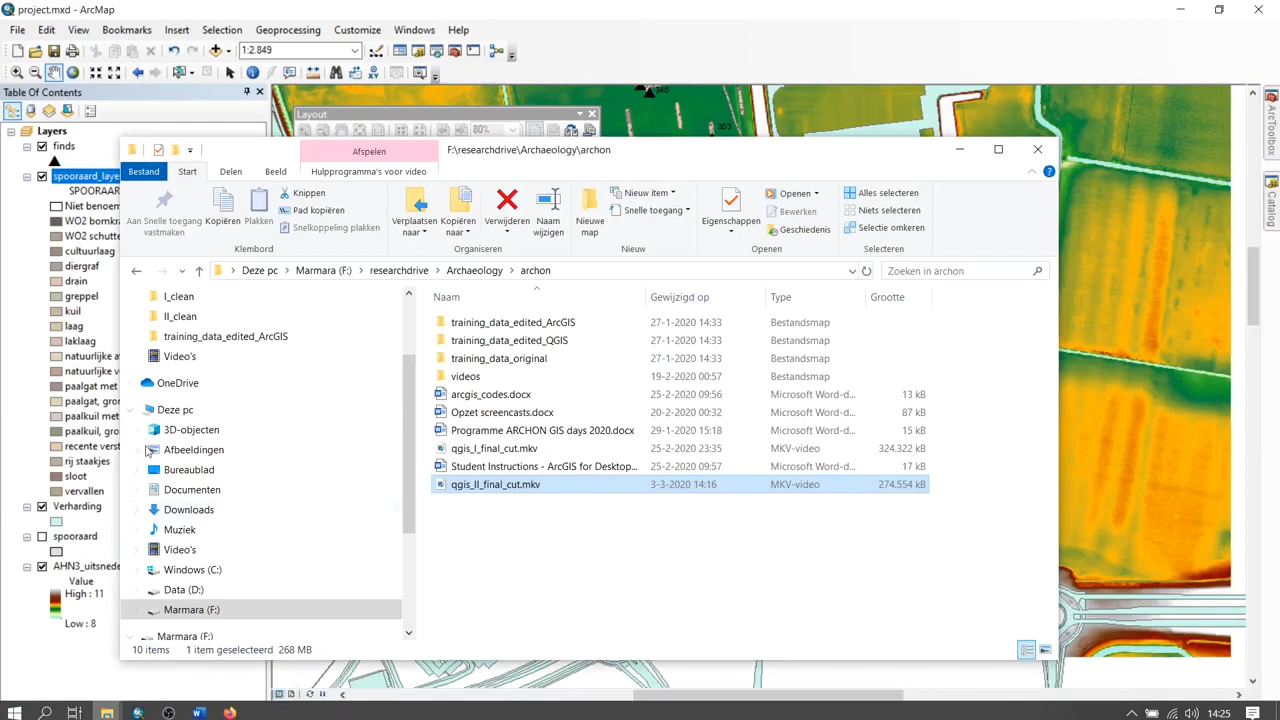 project.mxd - ArcMap
File Edit View Bookmarks Insert Selection Geoprocessing Customize Windows Help
1:2.849
Table Of Contents
Layout
80%
Layers
finds
spooraard_laye
SPOORAAR
Niet benoem
WO2 bomkra
WO2 schutte
cultuurlaag
diergraf
drain
greppel
kuil
laag
laklaag
natuurlijke a
natuurlijke v
paalgat met
paalgat, gro
paalkuil met
paalkuil, gro
recente verst
rij staakjes
sloot
vervallen
Verharding
spooraard
AHN3_uitsnede
Value
High : 11
Low : 8
303
ArcToolbox
Catalog
Afspelen
F:\researchdrive\Archaeology\archon
Bestand Start Delen Beeld Hulpprogramma's voor video
Aan Snelle toegang vastmaken
Kopiëren
Plakken
Knippen
Pad kopiëren
Snelkoppeling plakken
Klembord
Verplaatsen naar
Kopiëren naar
Verwijderen
Naam wijzigen
Organiseren
Nieuwe map
Nieuw item
Snelle toegang
Nieuw
Eigenschappen
Openen
Bewerken
Geschiedenis
Openen
Alles selecteren
Niets selecteren
Selectie omkeren
Selecteren
Deze pc > Marmara (F:) > researchdrive > Archaeology > archon
Zoeken in archon
I_clean
II_clean
training_data_edited_ArcGIS
Video's
OneDrive
Deze pc
3D-objecten
Afbeeldingen
Bureaublad
Documenten
Downloads
Muziek
Video's
Windows (C:)
Data (D:)
Marmara (F:)
Marmara (F:)
Naam Gewijzigd op Type Grootte
training_data_edited_ArcGIS 27-1-2020 14:33 Bestandsmap
training_data_edited_QGIS 27-1-2020 14:33 Bestandsmap
training_data_original 27-1-2020 14:33 Bestandsmap
videos 19-2-2020 00:57 Bestandsmap
arcgis_codes.docx 25-2-2020 09:56 Microsoft Word-d... 13 kB
Opzet screencasts.docx 20-2-2020 00:32 Microsoft Word-d... 87 kB
Programme ARCHON GIS days 2020.docx 29-1-2020 15:18 Microsoft Word-d... 15 kB
qgis_I_final_cut.mkv 25-2-2020 23:35 MKV-video 324.322 kB
Student Instructions - ArcGIS for Desktop... 25-2-2020 09:57 Microsoft Word-d... 17 kB
qgis_II_final_cut.mkv 3-3-2020 14:16 MKV-video 274.554 kB
10 items 1 item geselecteerd 268 MB
14:25